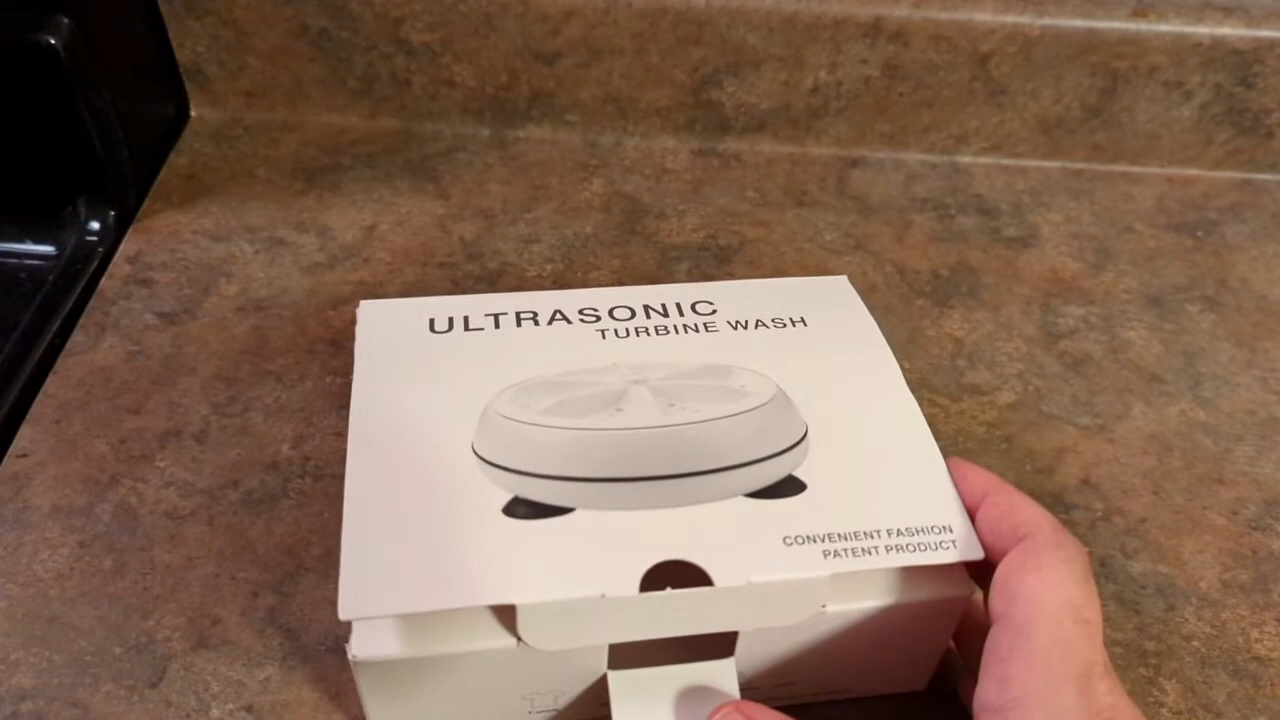 ULTRASONIC
TURBINE WASH
CONVENIENT FASHION
PATENT PRODUCT